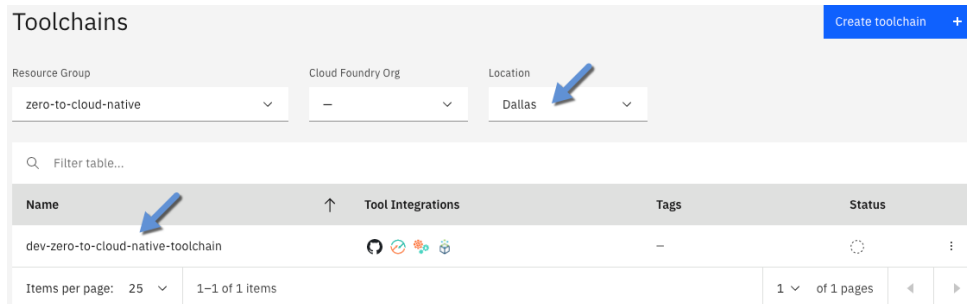 Toolchains
Create toolchain +
Resource Group Cloud Foundry Org Location
zero-to-cloud-native – Dallas
Filter table...
Name ↑ Tool Integrations Tags Status
dev-zero-to-cloud-native-toolchain –
Items per page: 25 1–1 of 1 items 1 of 1 pages